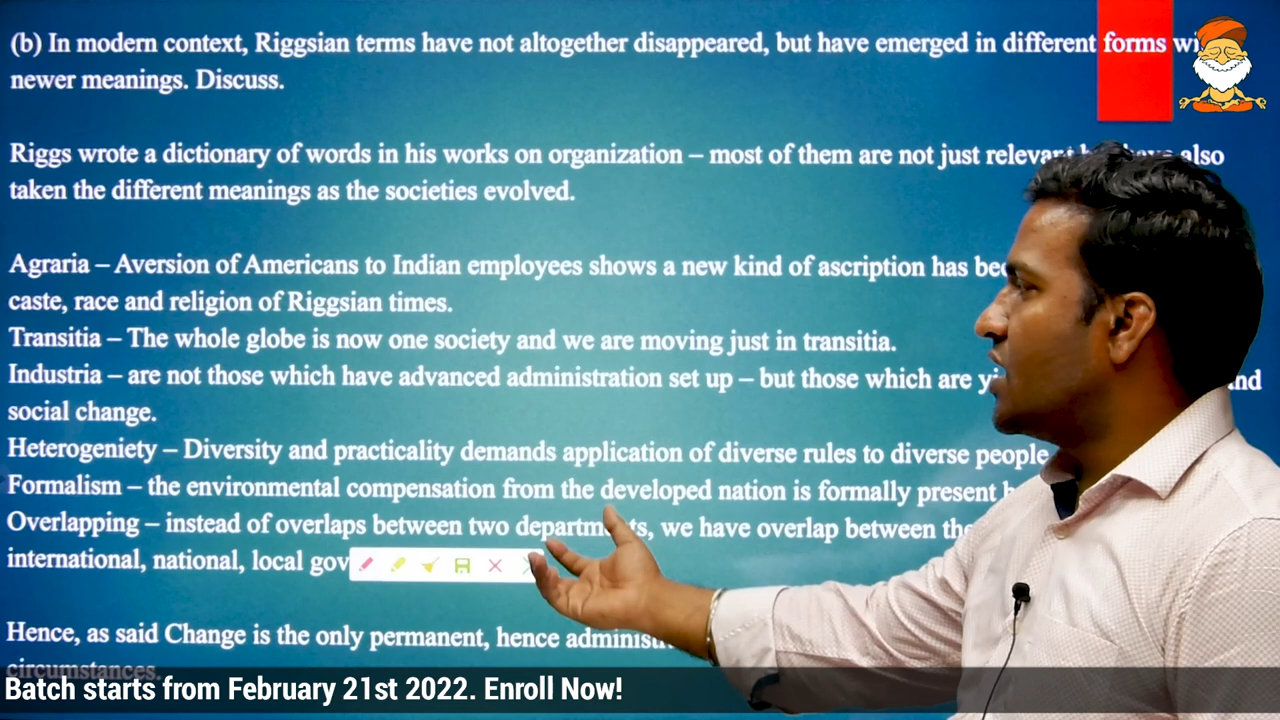 (b) In modern context, Riggsian terms have not altogether disappeared, but have emerged in different forms
newer meanings. Discuss.
Riggs wrote a dictionary of words in his works on organization – most of them are not just relevant also
taken the different meanings as the societies evolved.
Agraria – Aversion of Americans to Indian employees shows a new kind of ascription has
caste, race and religion of Riggsian times.
Transitia – The whole globe is now one society and we are moving just in transitia.
Industria – are not those which have advanced administration set up – but those which are
social change.
Heterogeniety – Diversity and practicality demands application of diverse rules to diverse people
Formalism – the environmental compensation from the developed nation is formally present
Overlapping – instead of overlaps between two departments, we have overlap between
international, national, local
Hence, as said Change is the only permanent, hence
circumstances.
Batch starts from February 21st 2022. Enroll Now!